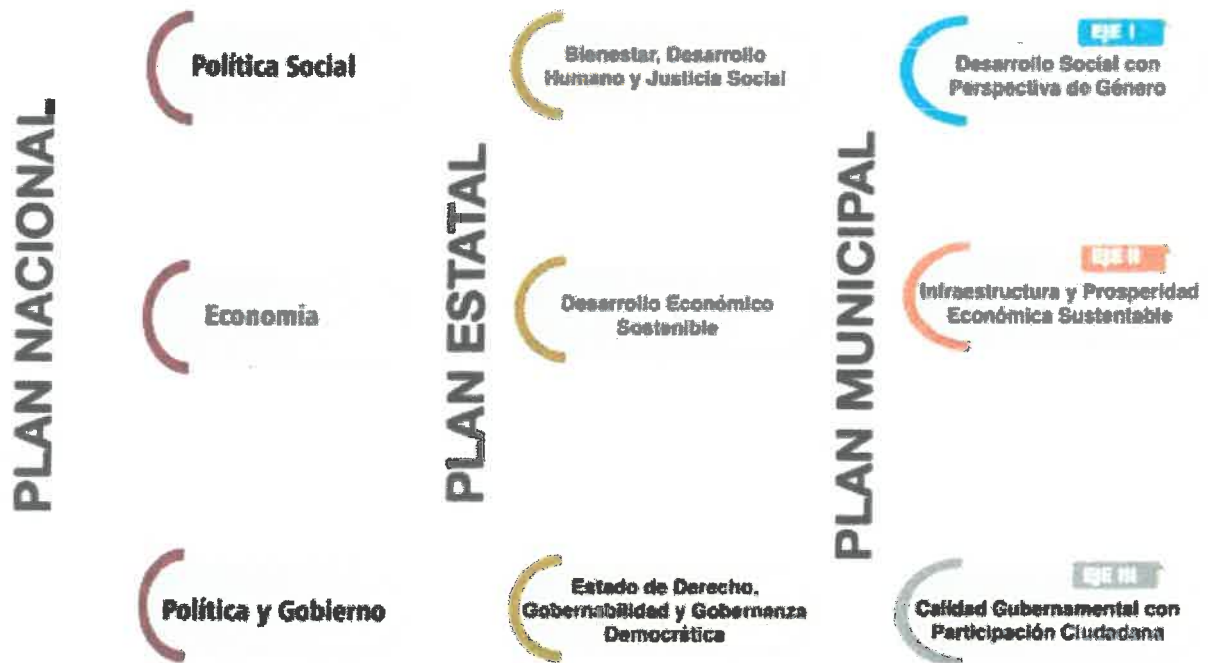 PLAN NACIONAL
Política Social
Economía
Política y Gobierno
PLAN ESTATAL
Bienestar, Desarrollo
Humano y Justicia Social
Desarrollo Económico
Sostenible
Estado de Derecho,
Gobernabilidad y Gobernanza
Democrática
PLAN MUNICIPAL
EJE I
Desarrollo Social con
Perspectiva de Género
EJE II
Infraestructura y Prosperidad
Económica Sustentable
EJE III
Calidad Gubernamental con
Participación Ciudadana